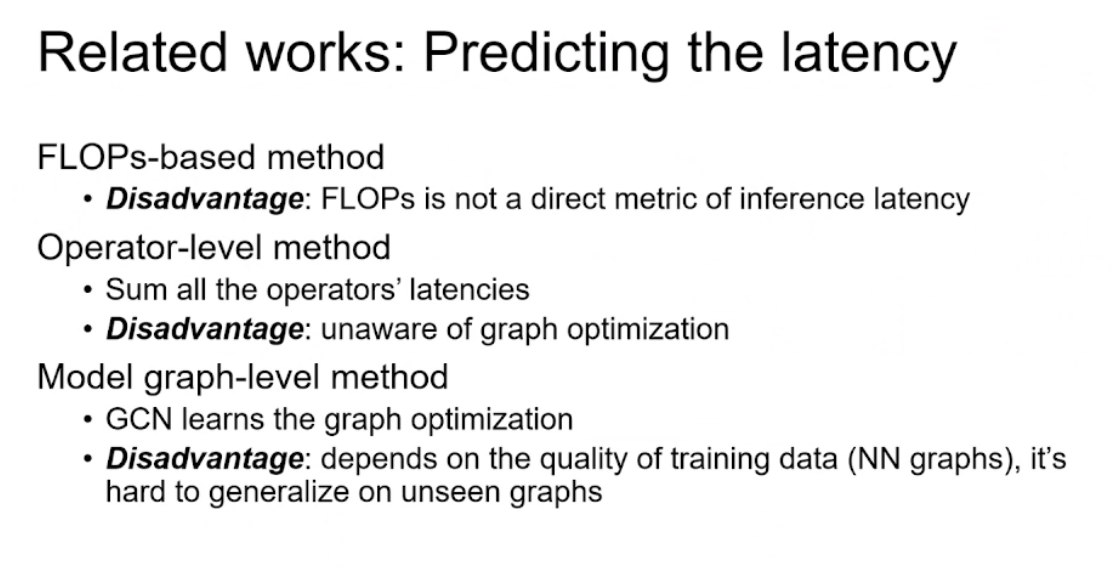 Related works: Predicting the latency
FLOPs-based method
• Disadvantage: FLOPs is not a direct metric of inference latency
Operator-level method
• Sum all the operators’ latencies
• Disadvantage: unaware of graph optimization
Model graph-level method
• GCN learns the graph optimization
• Disadvantage: depends on the quality of training data (NN graphs), it’s
hard to generalize on unseen graphs